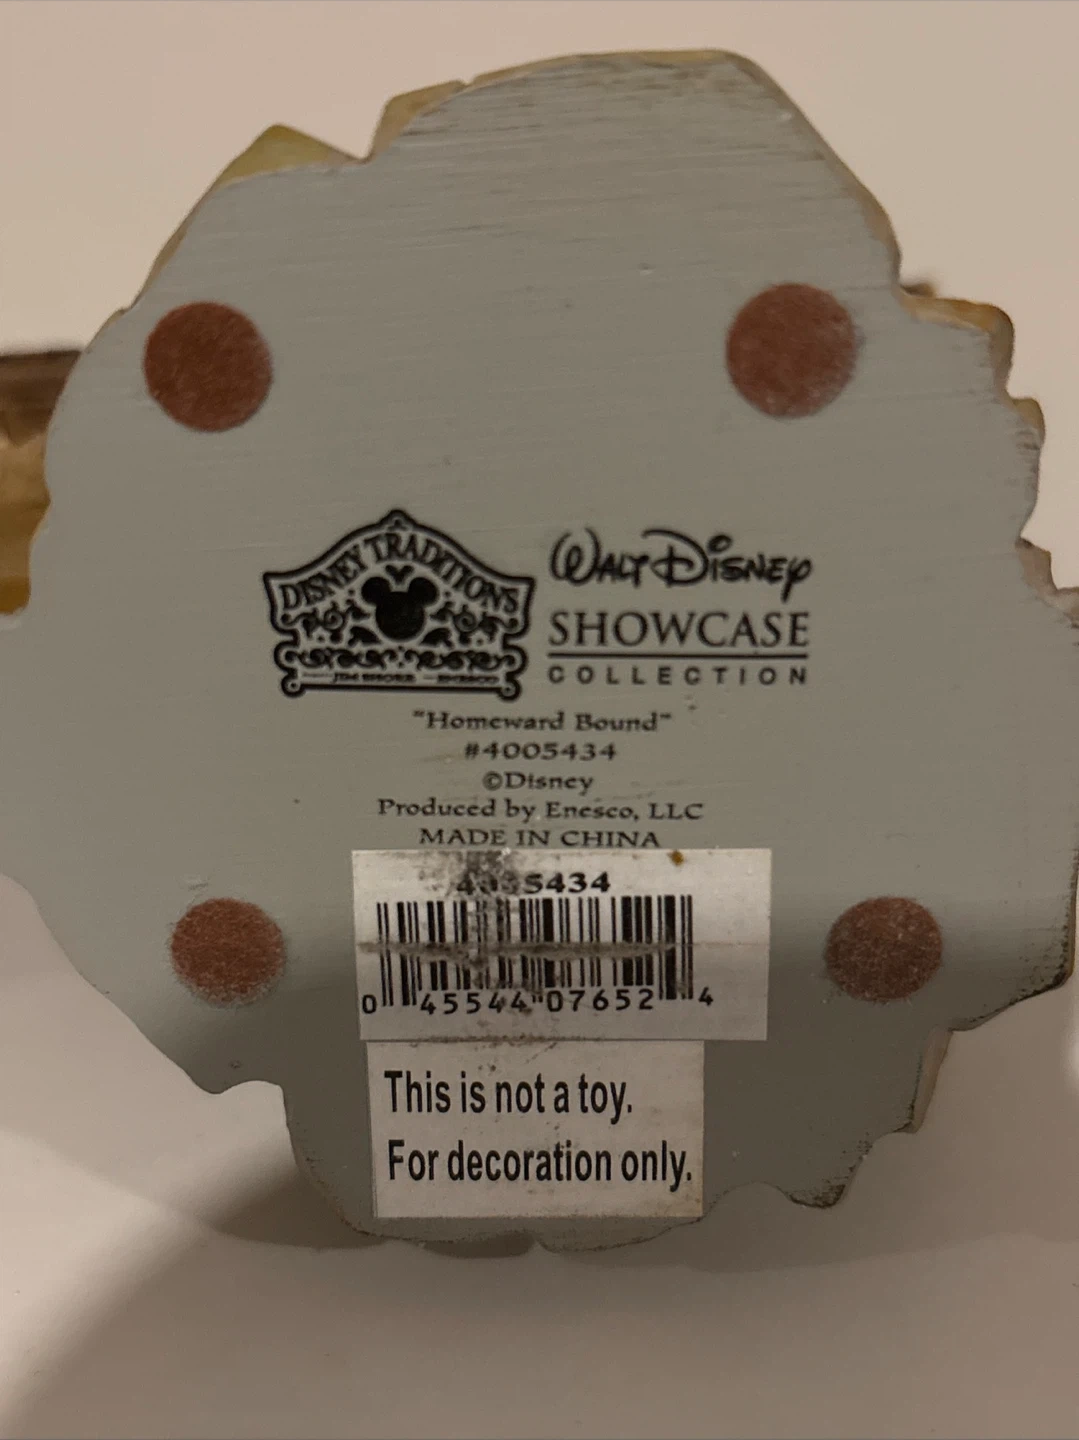 DISNEY TRADITIONS
JIM SHORE ENESCO
WALT DISNEY
SHOWCASE
COLLECTION
"Homeward Bound"
#4005434
©Disney
Produced by Enesco, LLC
MADE IN CHINA
4005434
0 45544 07652 4
This is not a toy.
For decoration only.